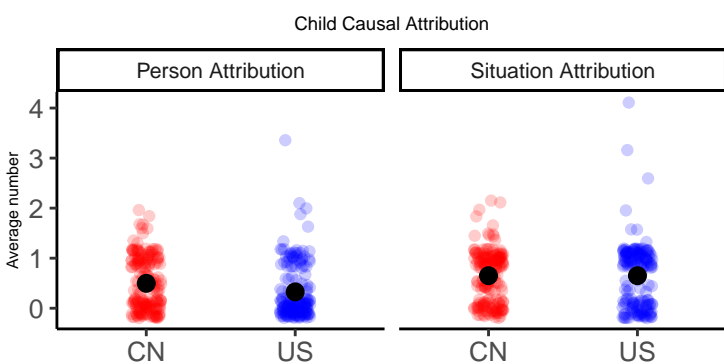 Child Causal Attribution
Person Attribution
Situation Attribution
Average number
4
3
2
1
0
CN
US
CN
US